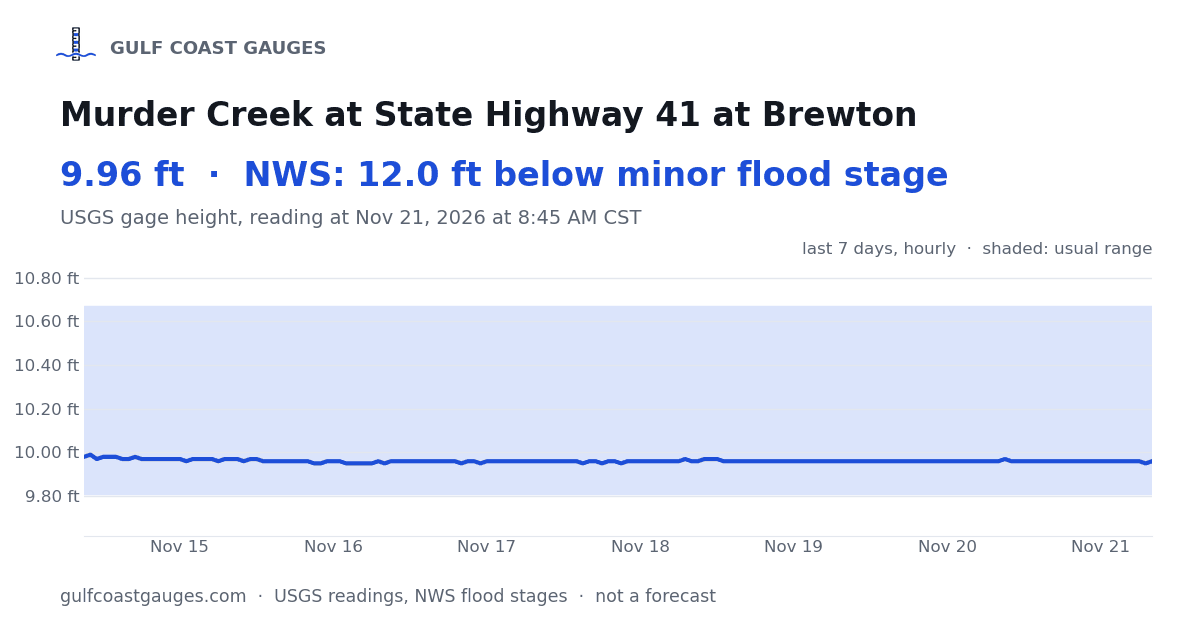 GULF COAST GAUGES
Murder Creek at State Highway 41 at Brewton
9.96 ft · NWS: 12.0 ft below minor flood stage
USGS gage height, reading at Nov 21, 2026 at 8:45 AM CST
last 7 days, hourly · shaded: usual range
10.80 ft
10.60 ft
10.40 ft
10.20 ft
10.00 ft
9.80 ft
Nov 15 Nov 16 Nov 17 Nov 18 Nov 19 Nov 20 Nov 21
gulfcoastgauges.com · USGS readings, NWS flood stages · not a forecast